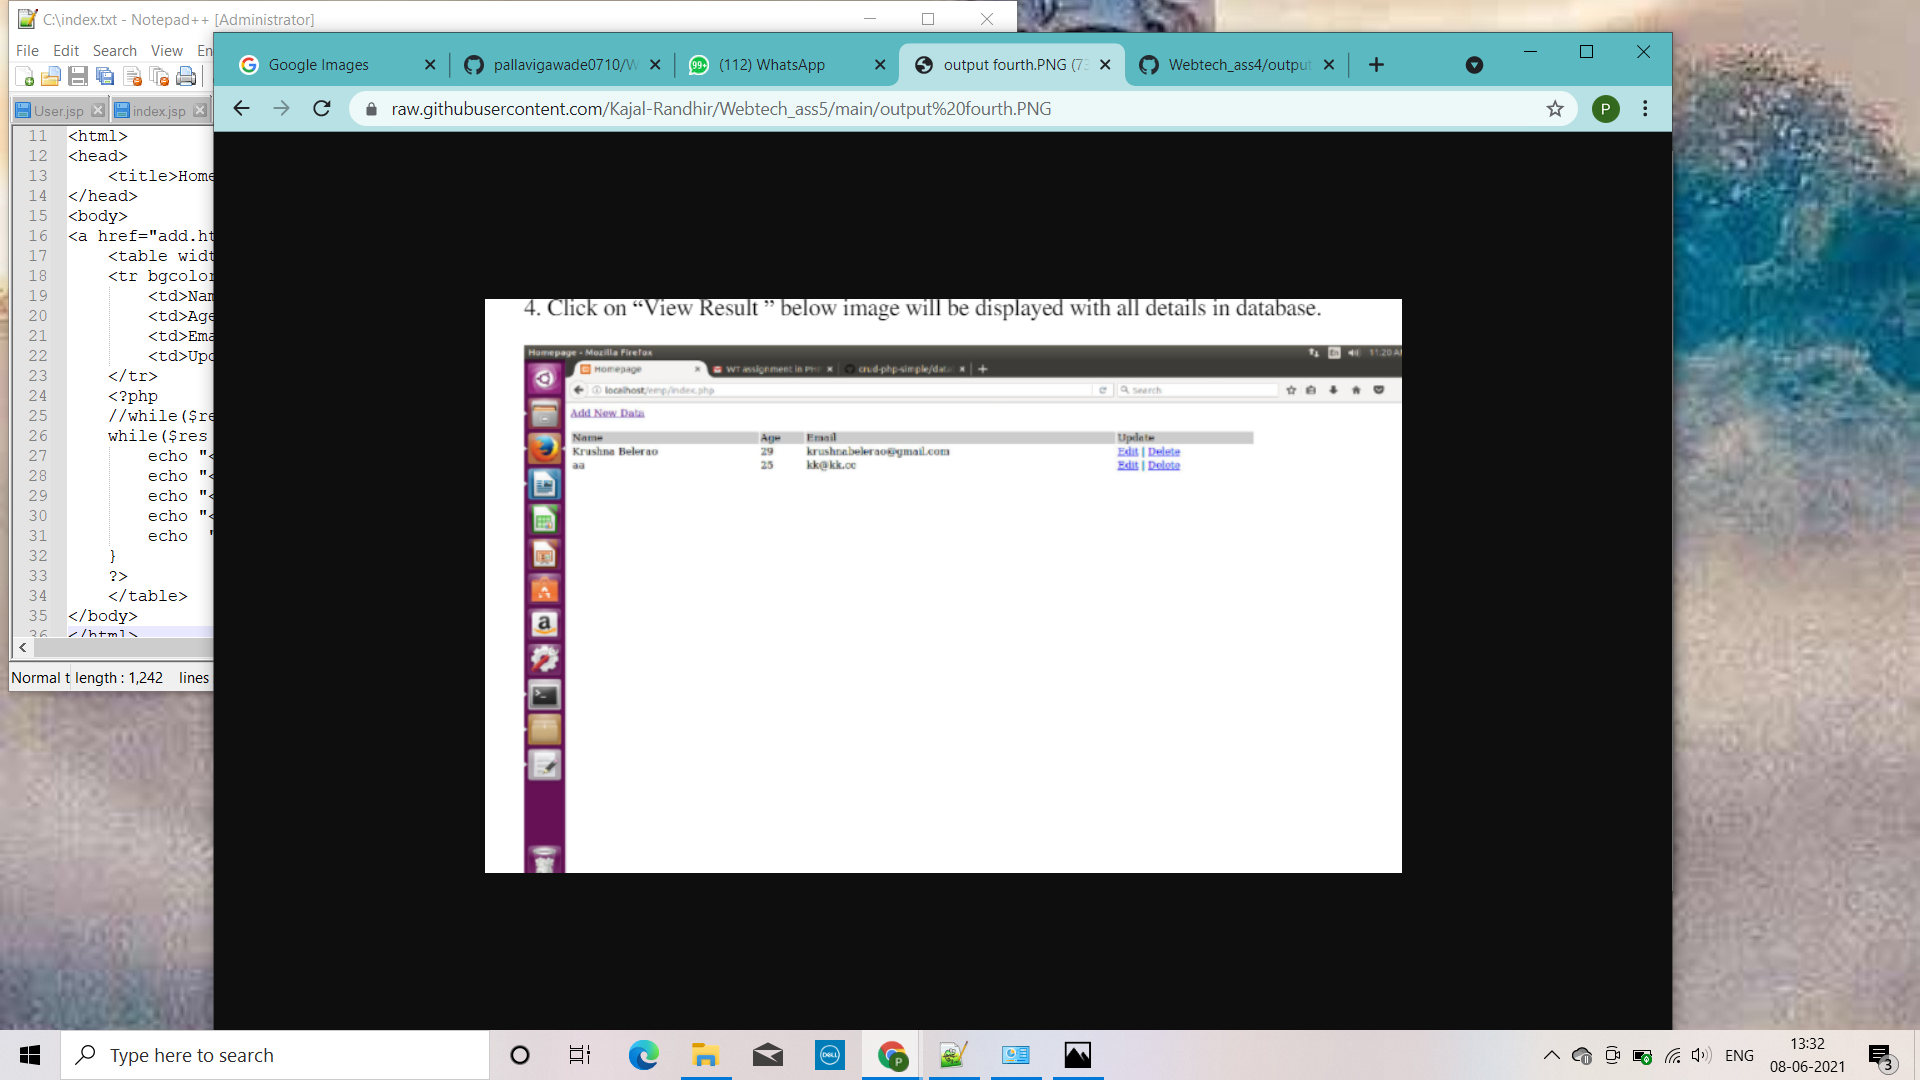 C:\index.txt - Notepad++ [Administrator]
File Edit Search View En
User.jsp index.jsp
11 <html>
12 <head>
13 <title>Home
14 </head>
15 <body>
16 <a href="add.ht
17 <table widt
18 <tr bgcolor
19 <td>Nam
20 <td>Age
21 <td>Ema
22 <td>Upd
23 </tr>
24 <?php
25 //while($re
26 while($res
27 echo "<
28 echo "<
29 echo "<
30 echo "<
31 echo "
32 }
33 ?>
34 </table>
35 </body>
36 </html>
Normal t length : 1,242 lines
Google Images
pallavigawade0710/W
(112) WhatsApp
output fourth.PNG (73
Webtech_ass4/output
raw.githubusercontent.com/Kajal-Randhir/Webtech_ass5/main/output%20fourth.PNG
P
4. Click on “View Result ” below image will be displayed with all details in database.
Homepage - Mozilla Firefox
En 11:20 A
Homepage
WT assignment in PH
crud-php-simple/data
localhost/emp/index.php
Search
Add New Data
Name Age Email Update
Krushna Belerao 29 krushnabelerao@gmail.com Edit | Delete
aa 25 kk@kk.cc Edit | Delete
Type here to search
DELL
P
ENG
13:32
08-06-2021
3